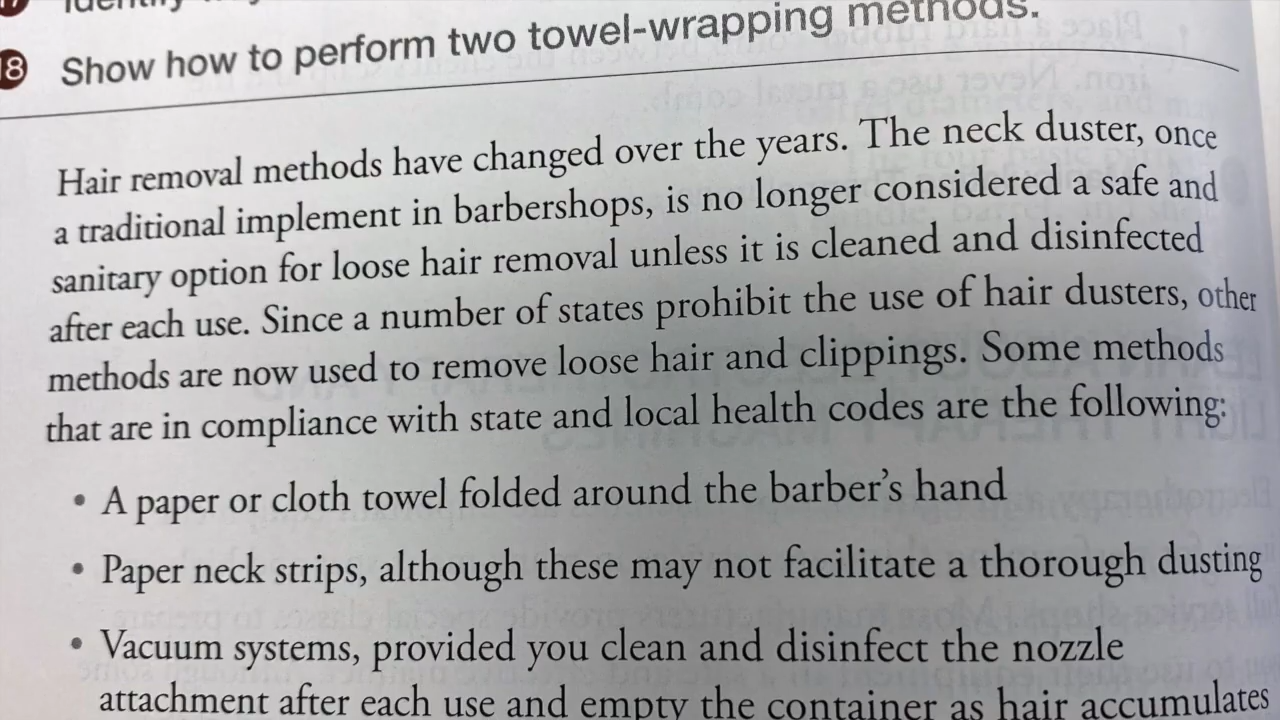 18 Show how to perform two towel-wrapping methods.
Hair removal methods have changed over the years. The neck duster, once
a traditional implement in barbershops, is no longer considered a safe and
sanitary option for loose hair removal unless it is cleaned and disinfected
after each use. Since a number of states prohibit the use of hair dusters, other
methods are now used to remove loose hair and clippings. Some methods
that are in compliance with state and local health codes are the following:
• A paper or cloth towel folded around the barber's hand
• Paper neck strips, although these may not facilitate a thorough dusting
• Vacuum systems, provided you clean and disinfect the nozzle
attachment after each use and empty the container as hair accumulates